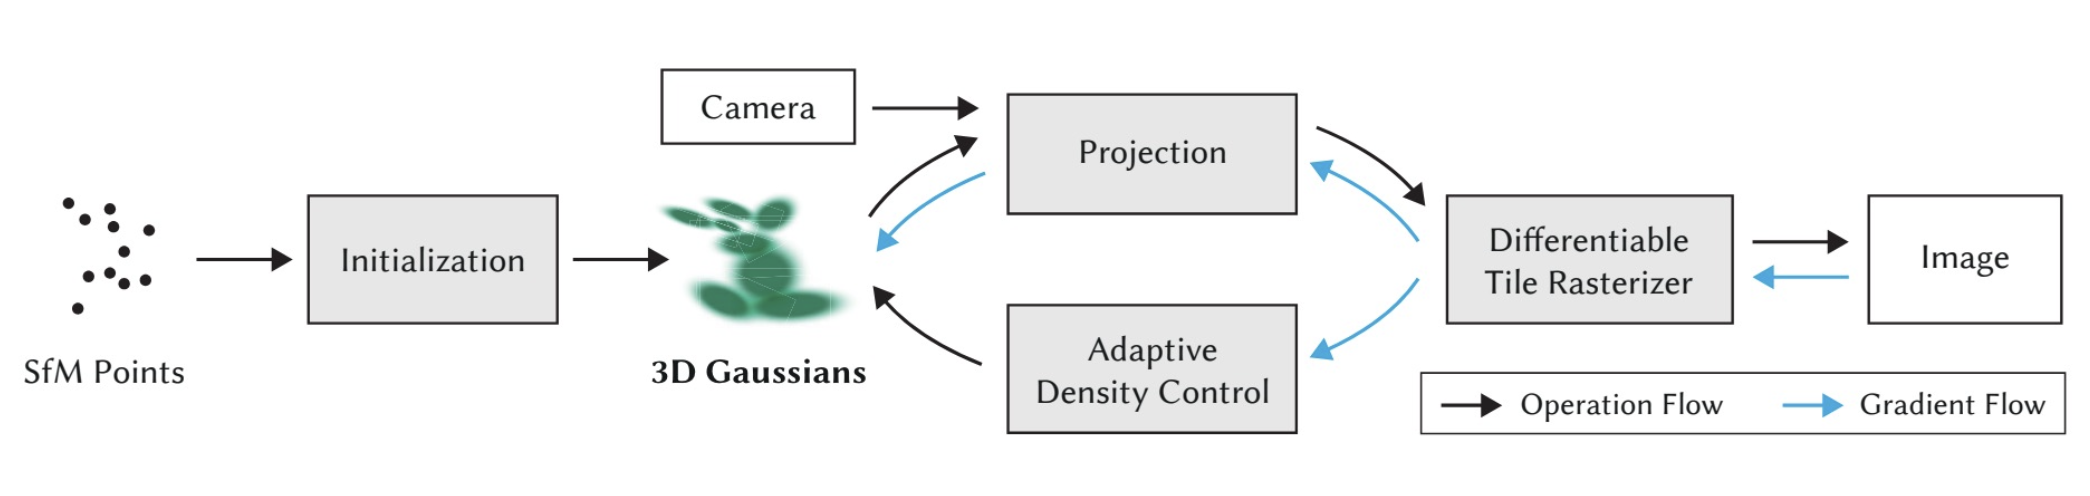 Camera
Projection
Initialization
Differentiable
Tile Rasterizer
Image
SfM Points
3D Gaussians
Adaptive
Density Control
Operation Flow
Gradient Flow